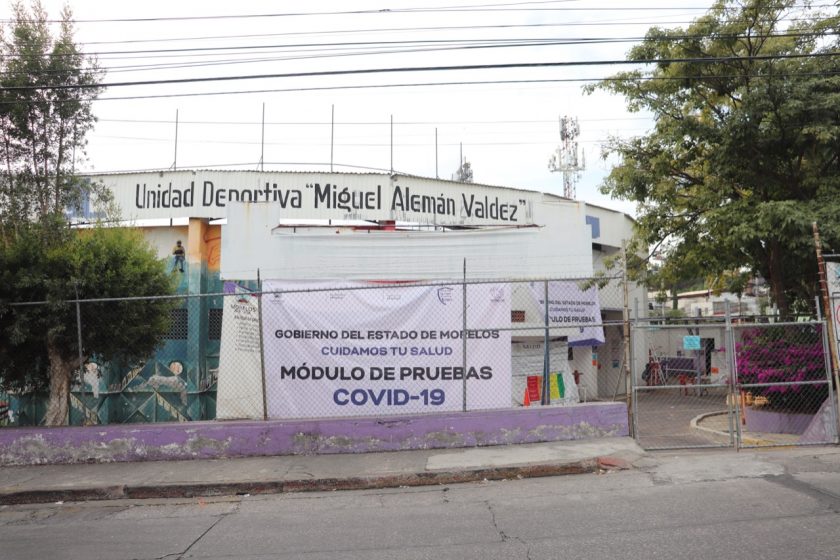 Unidad Deportiva "Miguel Alemán Valdez"
GOBIERNO DEL ESTADO DE MORELOS
CUIDAMOS TU SALUD
MÓDULO DE PRUEBAS
COVID-19